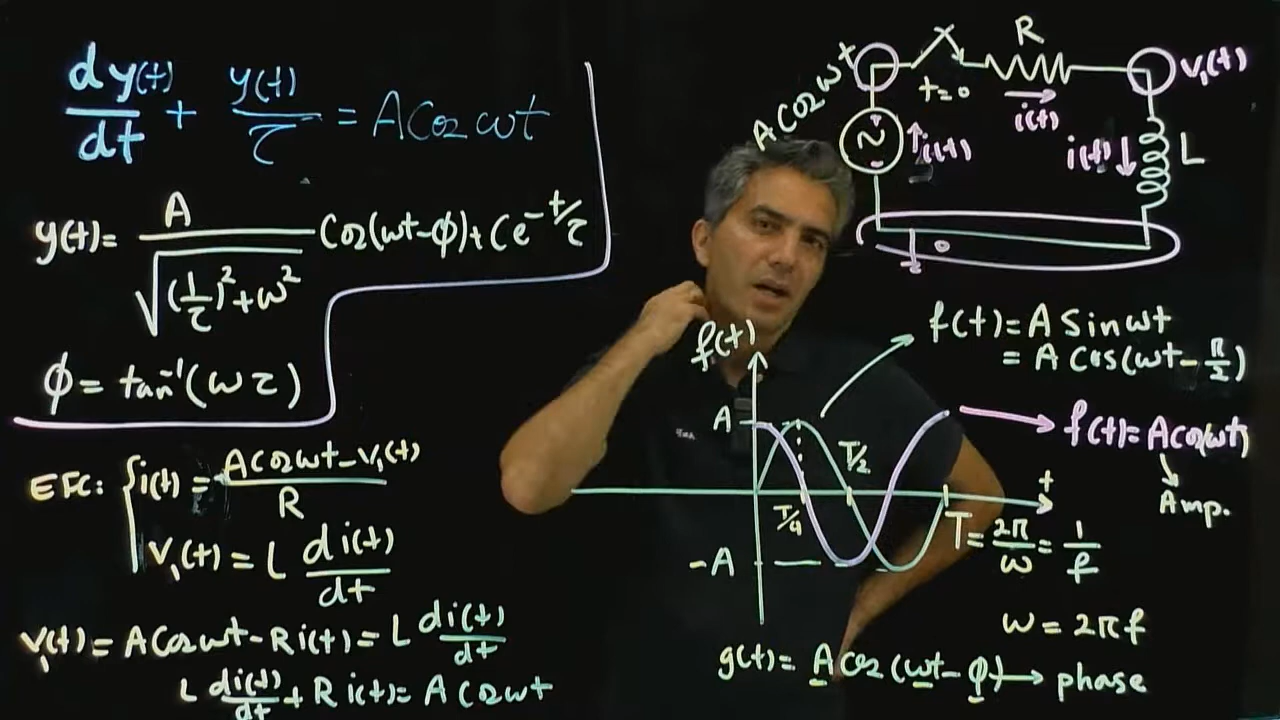 dy(t)/dt + y(t)/τ = A Cos ωt
y(t) = A/√((1/τ)²+ω²) Cos(ωt-φ) + C e^-t/τ
φ = tan⁻¹(ωτ)
EFC: { i(t) = (A cos ωt - v₁(t))/R
v₁(t) = L di(t)/dt
v₁(t) = A Cos ωt - R i(t) = L di(t)/dt
L di(t)/dt + R i(t) = A Cos ωt
A Cos ωt
t=0
R
i(t)
v₁(t)
~
i(t)
i(t)
L
0
f(t)
A
-A
T/4
T/2
t
T = 2π/ω = 1/f
f(t) = A Sin ωt
= A Cos(ωt - π/2)
f(t) = A cos(ωt)
Amp.
ω = 2πf
g(t) = A Cos(ωt - φ) → phase